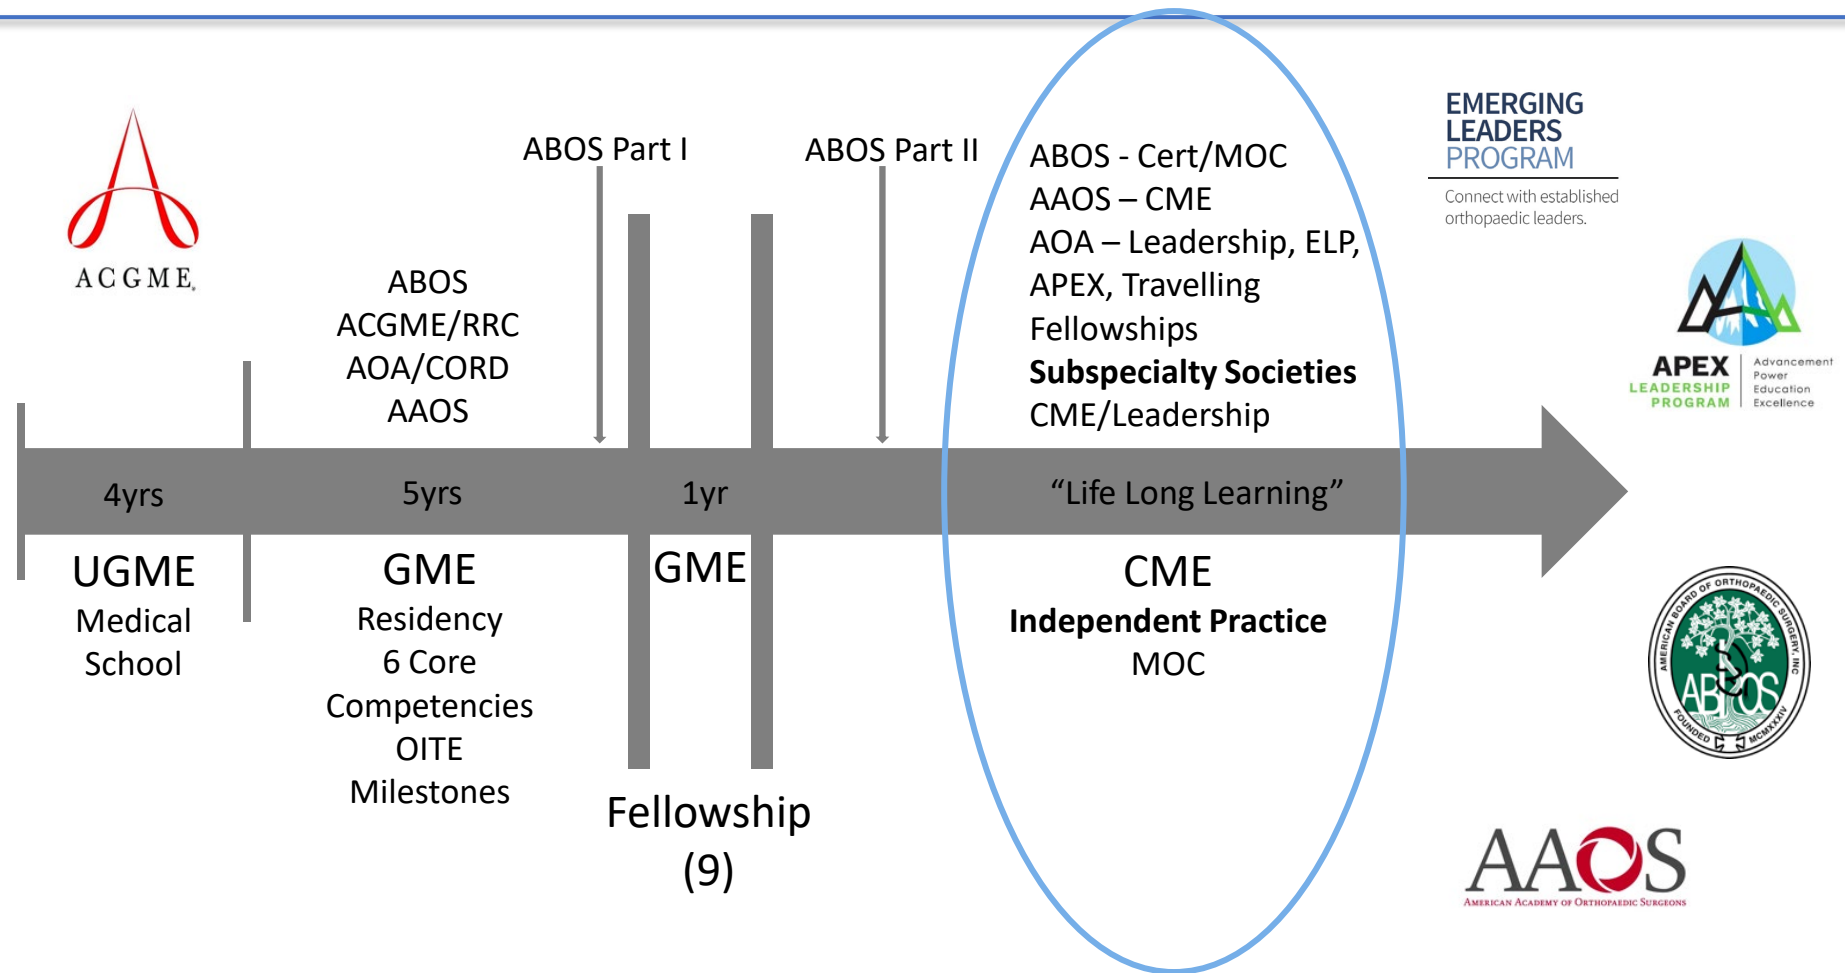 ACGME
ABOS
ACGME/RRC
AOA/CORD
AAOS
ABOS Part I
ABOS Part II
ABOS - Cert/MOC
AAOS – CME
AOA – Leadership, ELP,
APEX, Travelling
Fellowships
Subspecialty Societies
CME/Leadership
EMERGING
LEADERS
PROGRAM
Connect with established
orthopaedic leaders.
APEX
LEADERSHIP
PROGRAM
Advancement
Power
Education
Excellence
4yrs
5yrs
1yr
“Life Long Learning”
UGME
Medical
School
GME
Residency
6 Core
Competencies
OITE
Milestones
GME
Fellowship
(9)
CME
Independent Practice
MOC
AMERICAN BOARD OF ORTHOPAEDIC SURGERY, INC
ABOS
FOUNDED MCMXXXIV
AAOS
AMERICAN ACADEMY OF ORTHOPAEDIC SURGEONS